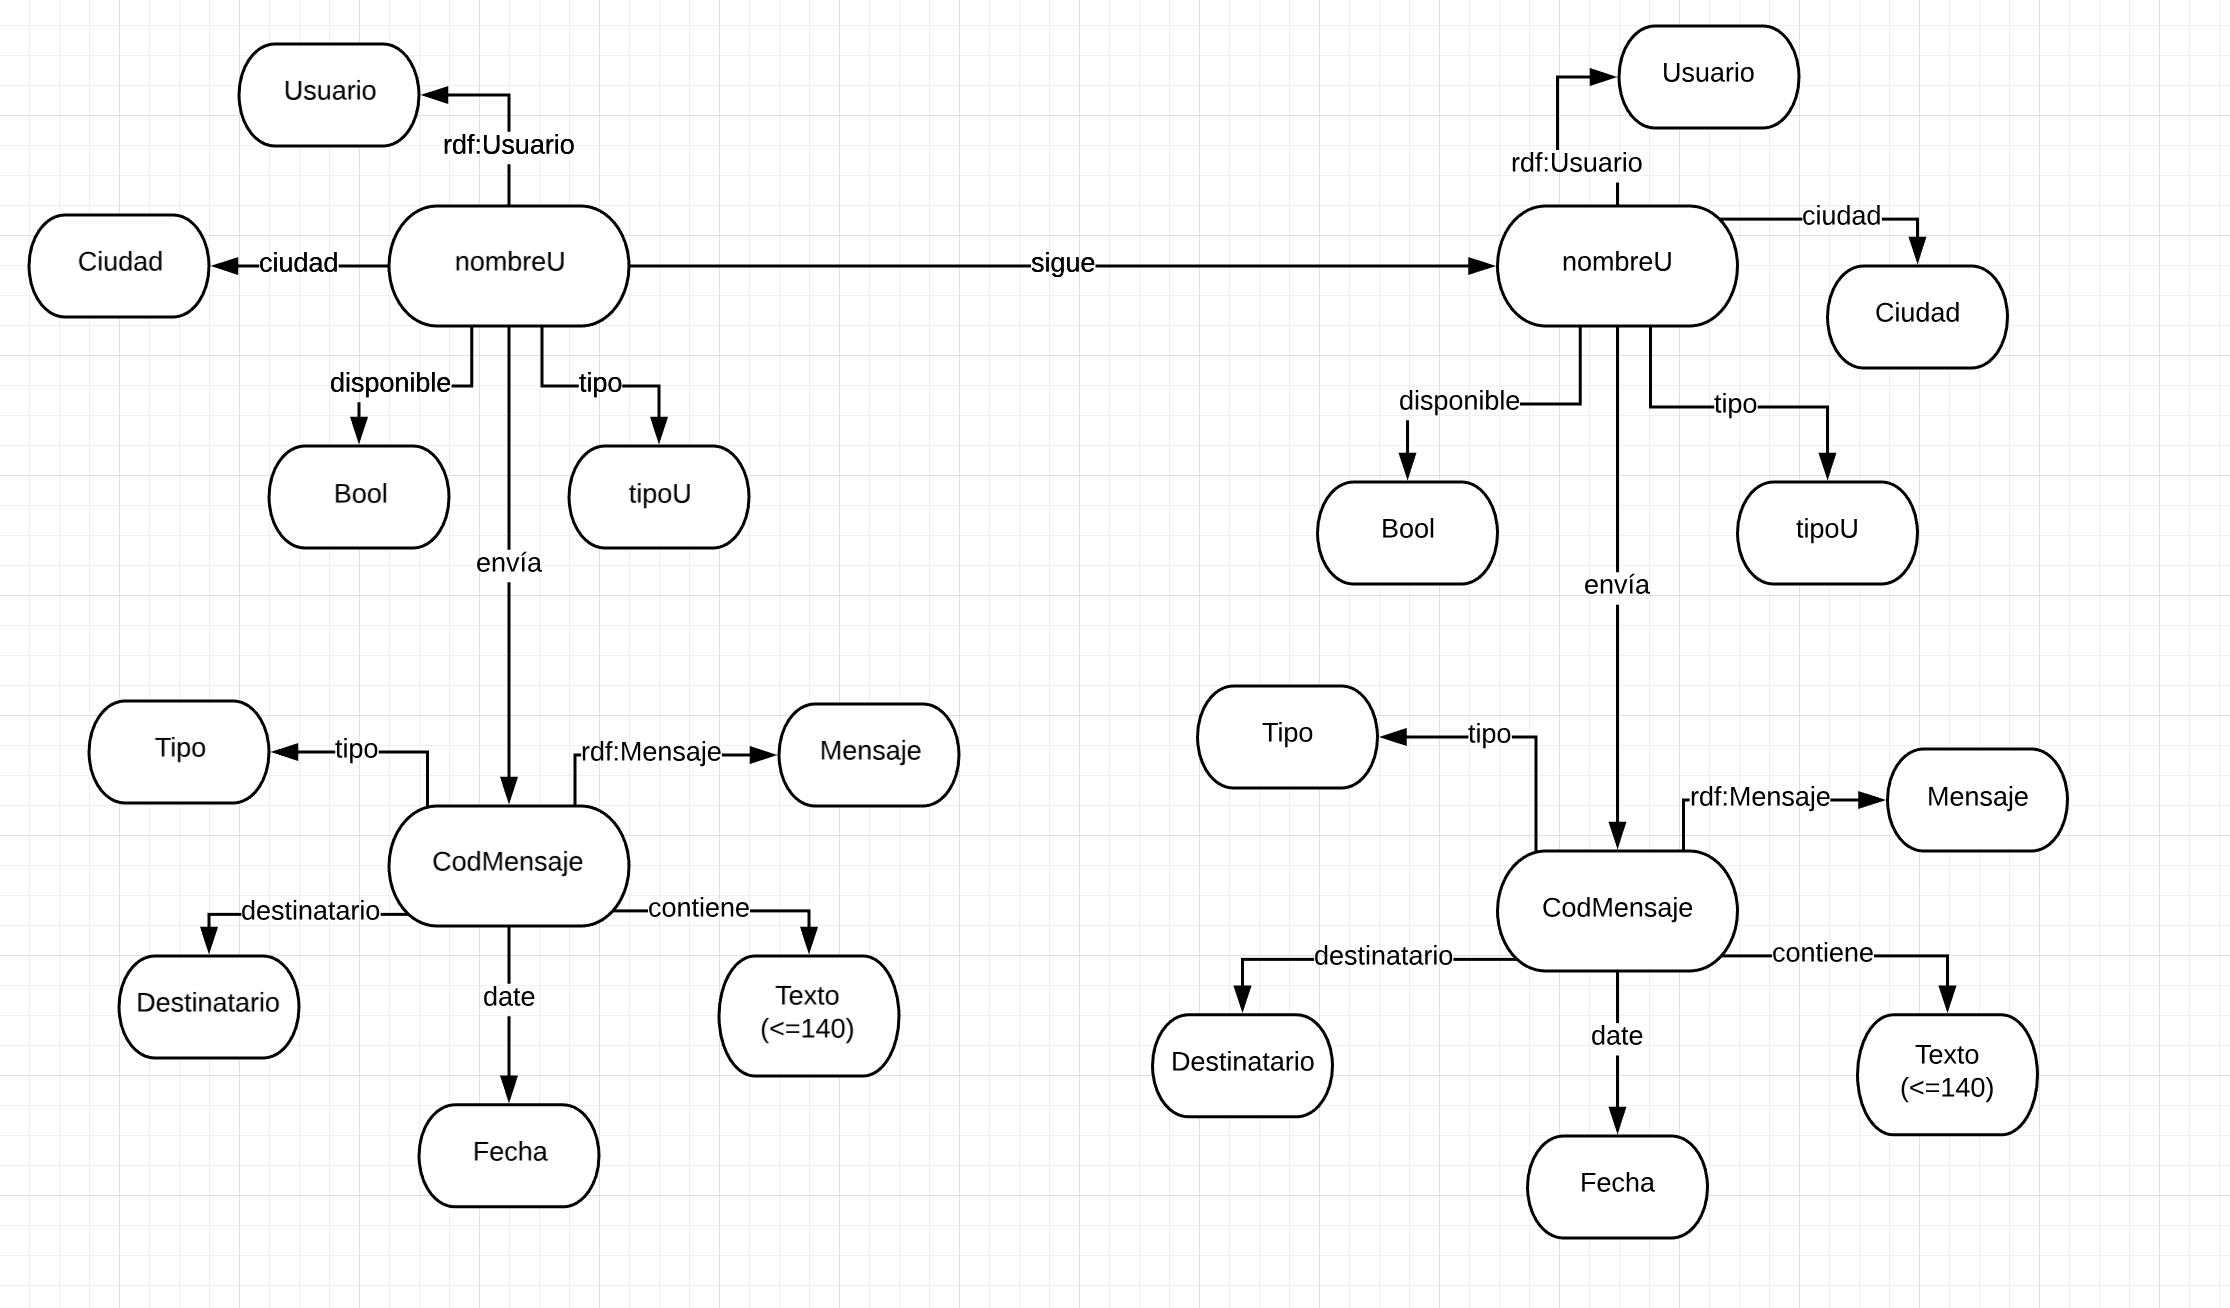 Usuario
rdf:Usuario
Ciudad
ciudad
nombreU
sigue
disponible
tipo
Bool
tipoU
envía
Tipo
tipo
rdf:Mensaje
Mensaje
CodMensaje
destinatario
contiene
Destinatario
date
Texto
(<=140)
Fecha
Usuario
rdf:Usuario
nombreU
ciudad
Ciudad
disponible
tipo
Bool
tipoU
envía
Tipo
tipo
rdf:Mensaje
Mensaje
CodMensaje
destinatario
contiene
Destinatario
date
Texto
(<=140)
Fecha